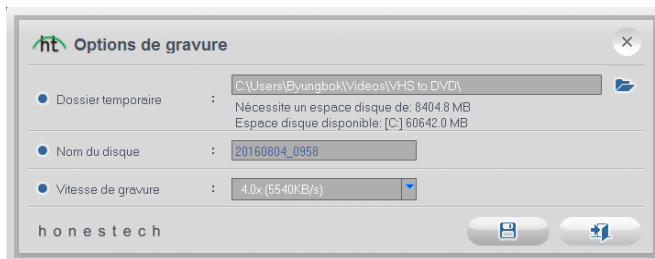 ht Options de gravure
Dossier temporaire : C:\Users\Byungbok\Videos\VHS to DVD\
Nécessite un espace disque de: 8404.8 MB
Espace disque disponible: [C:] 60642.0 MB
Nom du disque : 20160804_0958
Vitesse de gravure : 4.0x (5540KB/s)
honestech